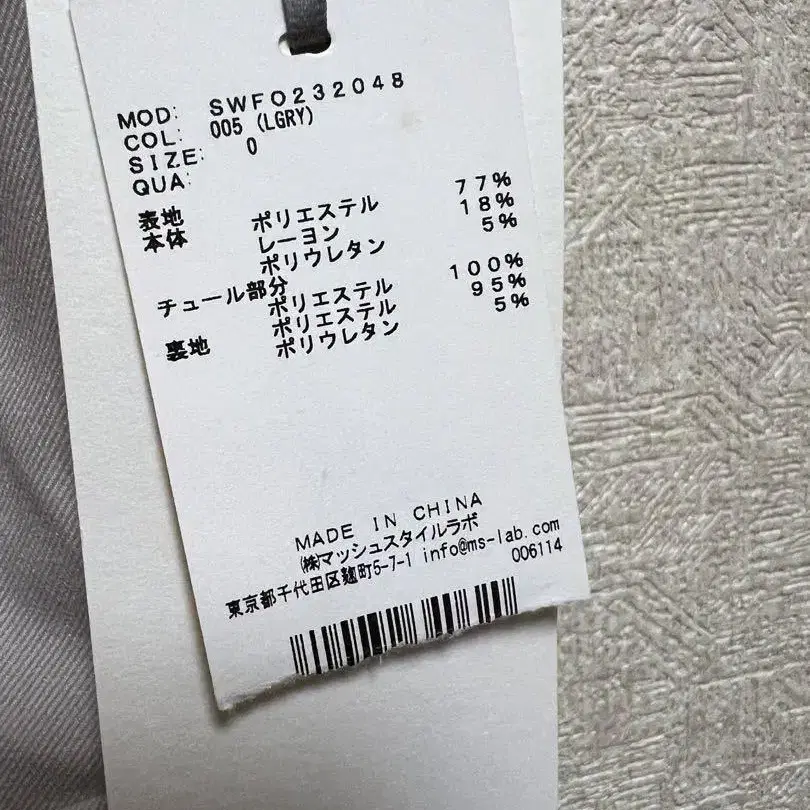 MOD: SWFO232048
COL: 005 (LGRY)
SIZE: 0
QUA:
表地 ポリエステル 77%
本体 レーヨン 18%
ポリウレタン 5%
チュール部分
ポリエステル 100%
ポリエステル 95%
裏地 ポリウレタン 5%
MADE IN CHINA
㈱マッシュスタイルラボ
東京都千代田区麹町5-7-1 info@ms-lab.com
006114